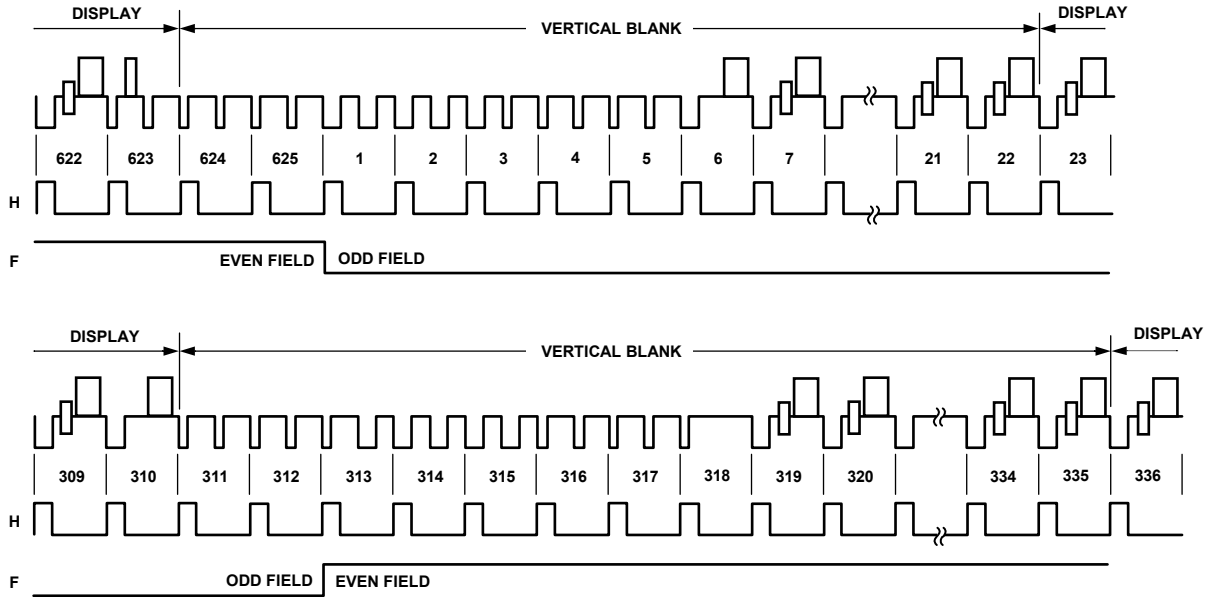 DISPLAY VERTICAL BLANK DISPLAY
622 623 624 625 1 2 3 4 5 6 7 21 22 23
H
F EVEN FIELD ODD FIELD
DISPLAY VERTICAL BLANK DISPLAY
309 310 311 312 313 314 315 316 317 318 319 320 334 335 336
H
F ODD FIELD EVEN FIELD